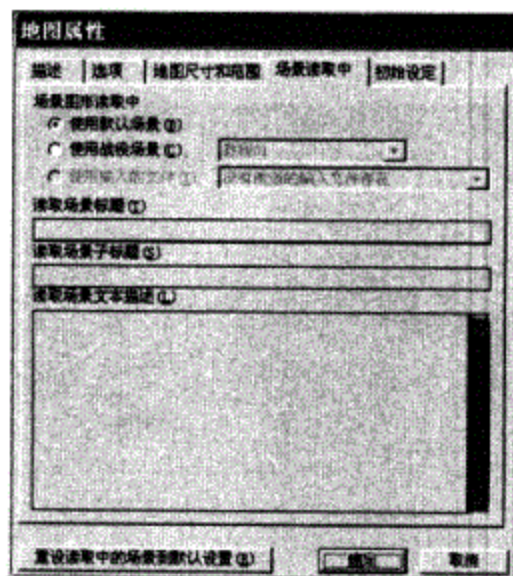 地图属性
描述 选项 地图尺寸和范围 场景读取中 初始设定
场景图形读取中
使用默认场景(D)
使用战役场景(C)
使用输入的文件(I)
读取场景标题(T)
读取场景子标题(S)
读取场景文本描述(L)
重设读取中的场景到默认设置(R) 确定 取消